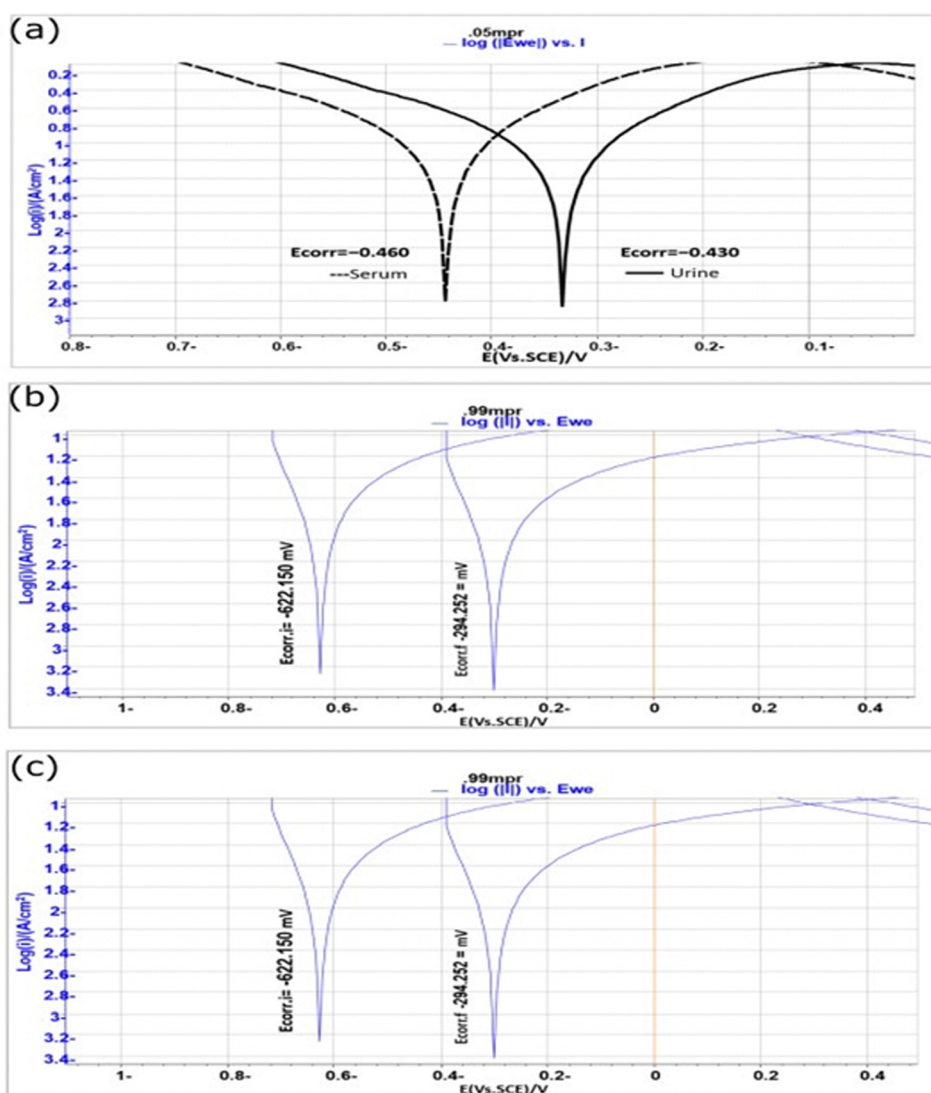 (a)
.05mpr
log (|Ewe|) vs. I
0.2-
0.4-
0.6-
0.8-
1-
1.2-
1.4-
1.6-
1.8-
2-
2.2-
2.4-
2.6-
2.8-
3-
Log(i)/(A/cm²)
Ecorr=−0.460
Serum
Ecorr=−0.430
Urine
0.8- 0.7- 0.6- 0.5- 0.4- 0.3- 0.2- 0.1-
E(Vs.SCE)/V
(b)
.99mpr
log (|I|) vs. Ewe
1-
1.2-
1.4-
1.6-
1.8-
2-
2.2-
2.4-
2.6-
2.8-
3-
3.2-
3.4-
Log(i)/(A/cm²)
Ecorr.i= -622.150 mV
Ecorr.f -294.252 = mV
1- 0.8- 0.6- 0.4- 0.2- 0 0.2 0.4
E(Vs.SCE)/V
(c)
.99mpr
log (|I|) vs. Ewe
1-
1.2-
1.4-
1.6-
1.8-
2-
2.2-
2.4-
2.6-
2.8-
3-
3.2-
3.4-
Log(i)/(A/cm²)
Ecorr.i= -622.150 mV
Ecorr.f -294.252 = mV
1- 0.8- 0.6- 0.4- 0.2- 0 0.2 0.4
E(Vs.SCE)/V